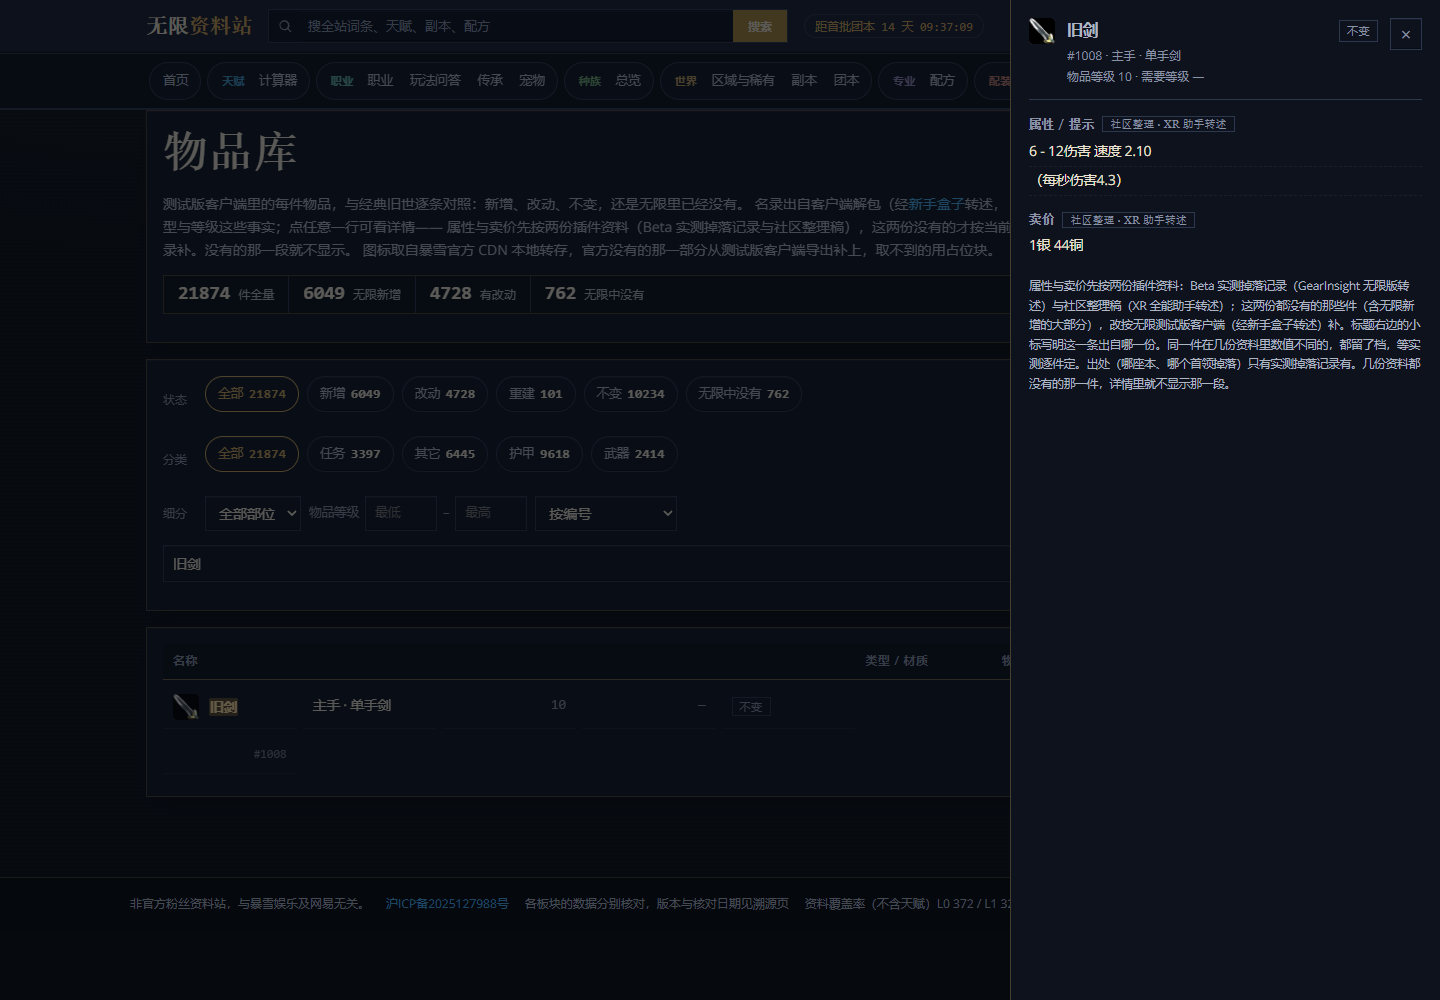 无限资料站
搜全站词条、天赋、副本、配方
搜索
距首批团本 14 天 09:37:09
首页
天赋 计算器
职业 职业 玩法问答 传承 宠物
种族 总览
世界 区域与稀有 副本 团本
专业 配方
配装
物品库
测试版客户端里的每件物品，与经典旧世逐条对照：新增、改动、不变，还是无限里已经没有。 名录出自客户端解包（经新手盒子转述，
型与等级这些事实；点任意一行可看详情—— 属性与卖价先按两份插件资料（Beta 实测掉落记录与社区整理稿），这两份没有的才按当前
录补。没有的那一段就不显示。 图标取自暴雪官方 CDN 本地转存，官方没有的那一部分从测试版客户端导出补上，取不到的用占位块。
21874 件全量
6049 无限新增
4728 有改动
762 无限中没有
状态 全部 21874 新增 6049 改动 4728 重建 101 不变 10234 无限中没有 762
分类 全部 21874 任务 3397 其它 6445 护甲 9618 武器 2414
细分 全部部位 物品等级 最低 – 最高 按编号
旧剑
名称 类型 / 材质
旧剑 主手 · 单手剑 10 — 不变
#1008
非官方粉丝资料站，与暴雪娱乐及网易无关。 沪ICP备2025127988号 各板块的数据分别核对，版本与核对日期见溯源页 资料覆盖率（不含天赋）L0 372 / L1 32
旧剑
不变
×
#1008 · 主手 · 单手剑
物品等级 10 · 需要等级 —
属性 / 提示 社区整理 · XR 助手转述
6 - 12伤害 速度 2.10
（每秒伤害4.3）
卖价 社区整理 · XR 助手转述
1银 44铜
属性与卖价先按两份插件资料：Beta 实测掉落记录（GearInsight 无限版转
述）与社区整理稿（XR 全能助手转述）；这两份都没有的那些件（含无限新
增的大部分），改按无限测试版客户端（经新手盒子转述）补。标题右边的小
标写明这一条出自哪一份。同一件在几份资料里数值不同的，都留了档，等实
测逐件定。出处（哪座本、哪个首领掉落）只有实测掉落记录有。几份资料都
没有的那一件，详情里就不显示那一段。